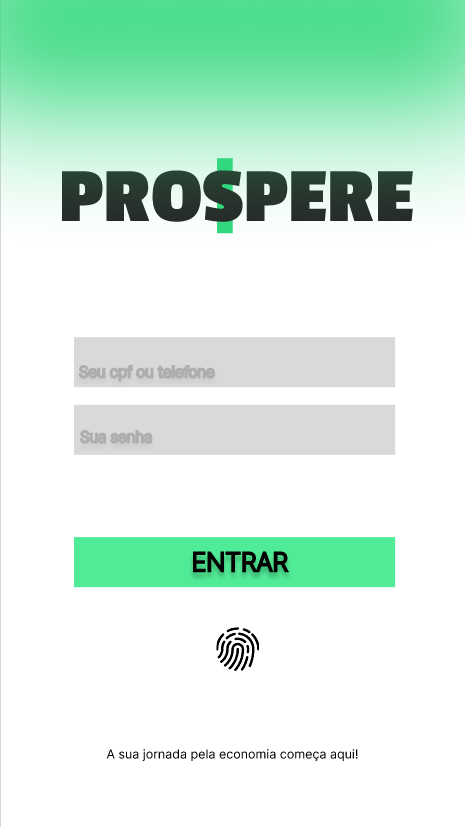 PROSPERE
Seu cpf ou telefone
Sua senha
ENTRAR
A sua jornada pela economia começa aqui!